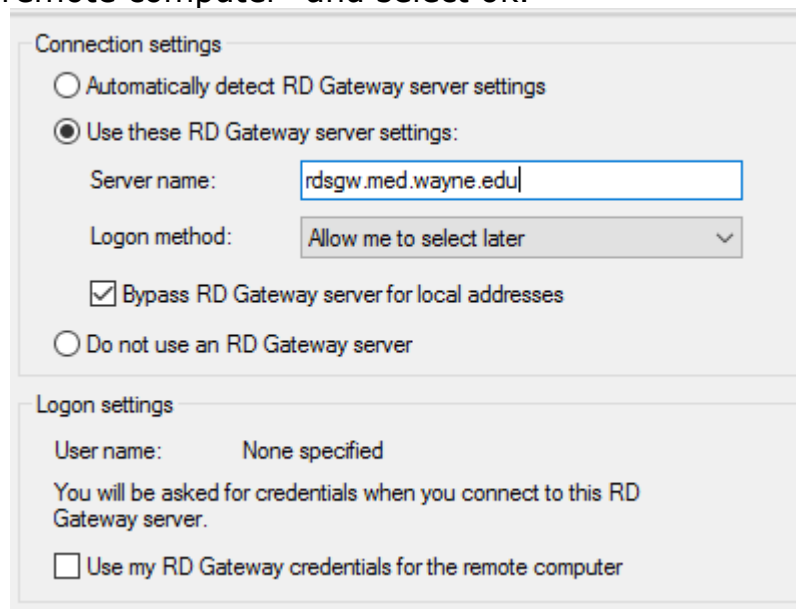 remote computer" and select ok.
Connection settings
Automatically detect RD Gateway server settings
Use these RD Gateway server settings:
Server name: rdsgw.med.wayne.edu
Logon method: Allow me to select later
Bypass RD Gateway server for local addresses
Do not use an RD Gateway server
Logon settings
User name: None specified
You will be asked for credentials when you connect to this RD
Gateway server.
Use my RD Gateway credentials for the remote computer